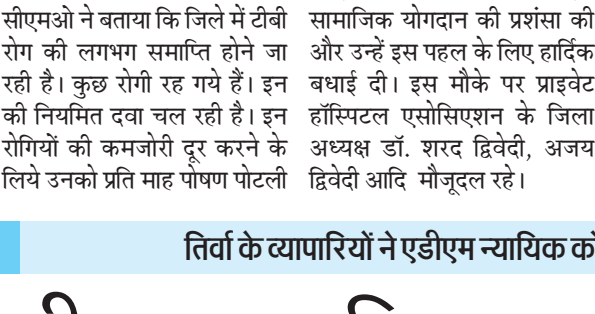 सीएमओ ने बताया कि जिले में टीबी
रोग की लगभग समाप्ति होने जा
रही है। कुछ रोगी रह गये हैं। इन
की नियमित दवा चल रही है। इन
रोगियों की कमजोरी दूर करने के
लिये उनको प्रति माह पोषण पोटली
सामाजिक योगदान की प्रशंसा की
और उन्हें इस पहल के लिए हार्दिक
बधाई दी। इस मौके पर प्राइवेट
हॉस्पिटल एसोसिएशन के जिला
अध्यक्ष डॉ. शरद द्विवेदी, अजय
द्विवेदी आदि मौजूदल रहे।
तिर्वा के व्यापारियों ने एडीएम न्यायिक को